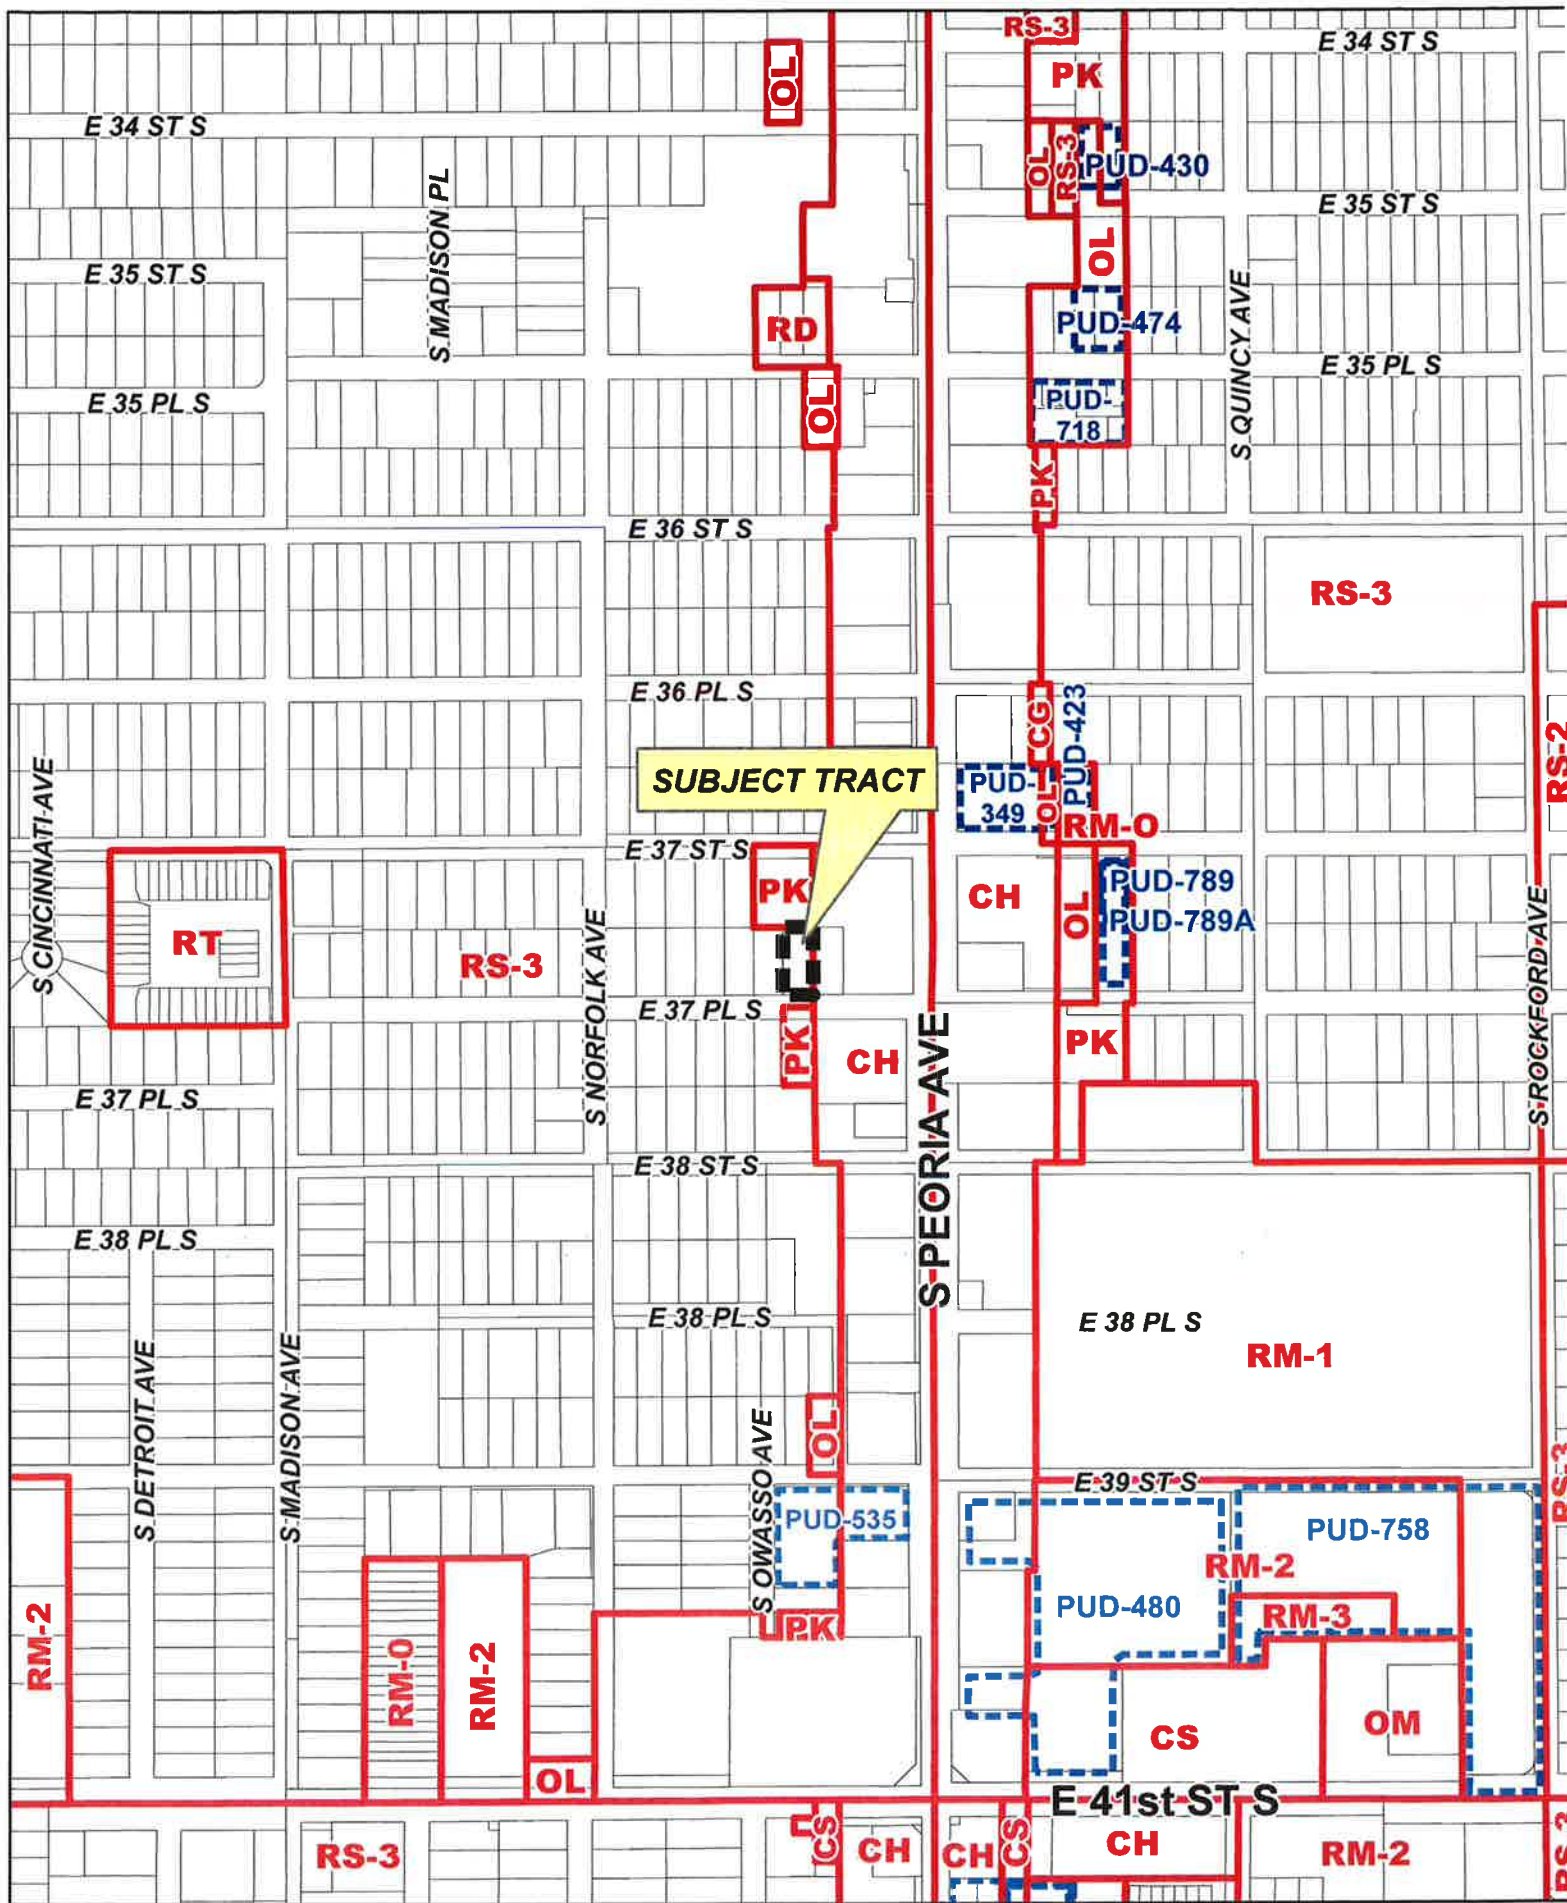 RS-3
E 34 ST S
OL
PK
E 34 ST S
OL
RS-3
PUD-430
S MADISON PL
E 35 ST S
OL
E 35 ST S
S QUINCY AVE
RD
PUD-474
E 35 PL S
E 35 PL S
OL
PUD-
718
PK
E 36 ST S
RS-3
E 36 PL S
CG
PUD-423
RS-2
SUBJECT TRACT
PUD-
349
OL
RM-O
S CINCINNATI AVE
E 37 ST S
PK
CH
OL
PUD-789
PUD-789A
S ROCKFORD AVE
RT
RS-3
S NORFOLK AVE
E 37 PL S
PK
CH
S PEORIA AVE
PK
E 37 PL S
E 38 ST S
E 38 PL S
E 38 PL S
E 38 PL S
RM-1
S DETROIT AVE
S MADISON AVE
S OWASSO AVE
OL
E 39 ST S
RS-3
PUD-535
PUD-758
RM-2
PUD-480
RM-3
PK
RM-2
RM-0
RM-2
CS
OM
OL
E 41st ST S
RS-3
CS
CH
CH
CS
CH
RM-2